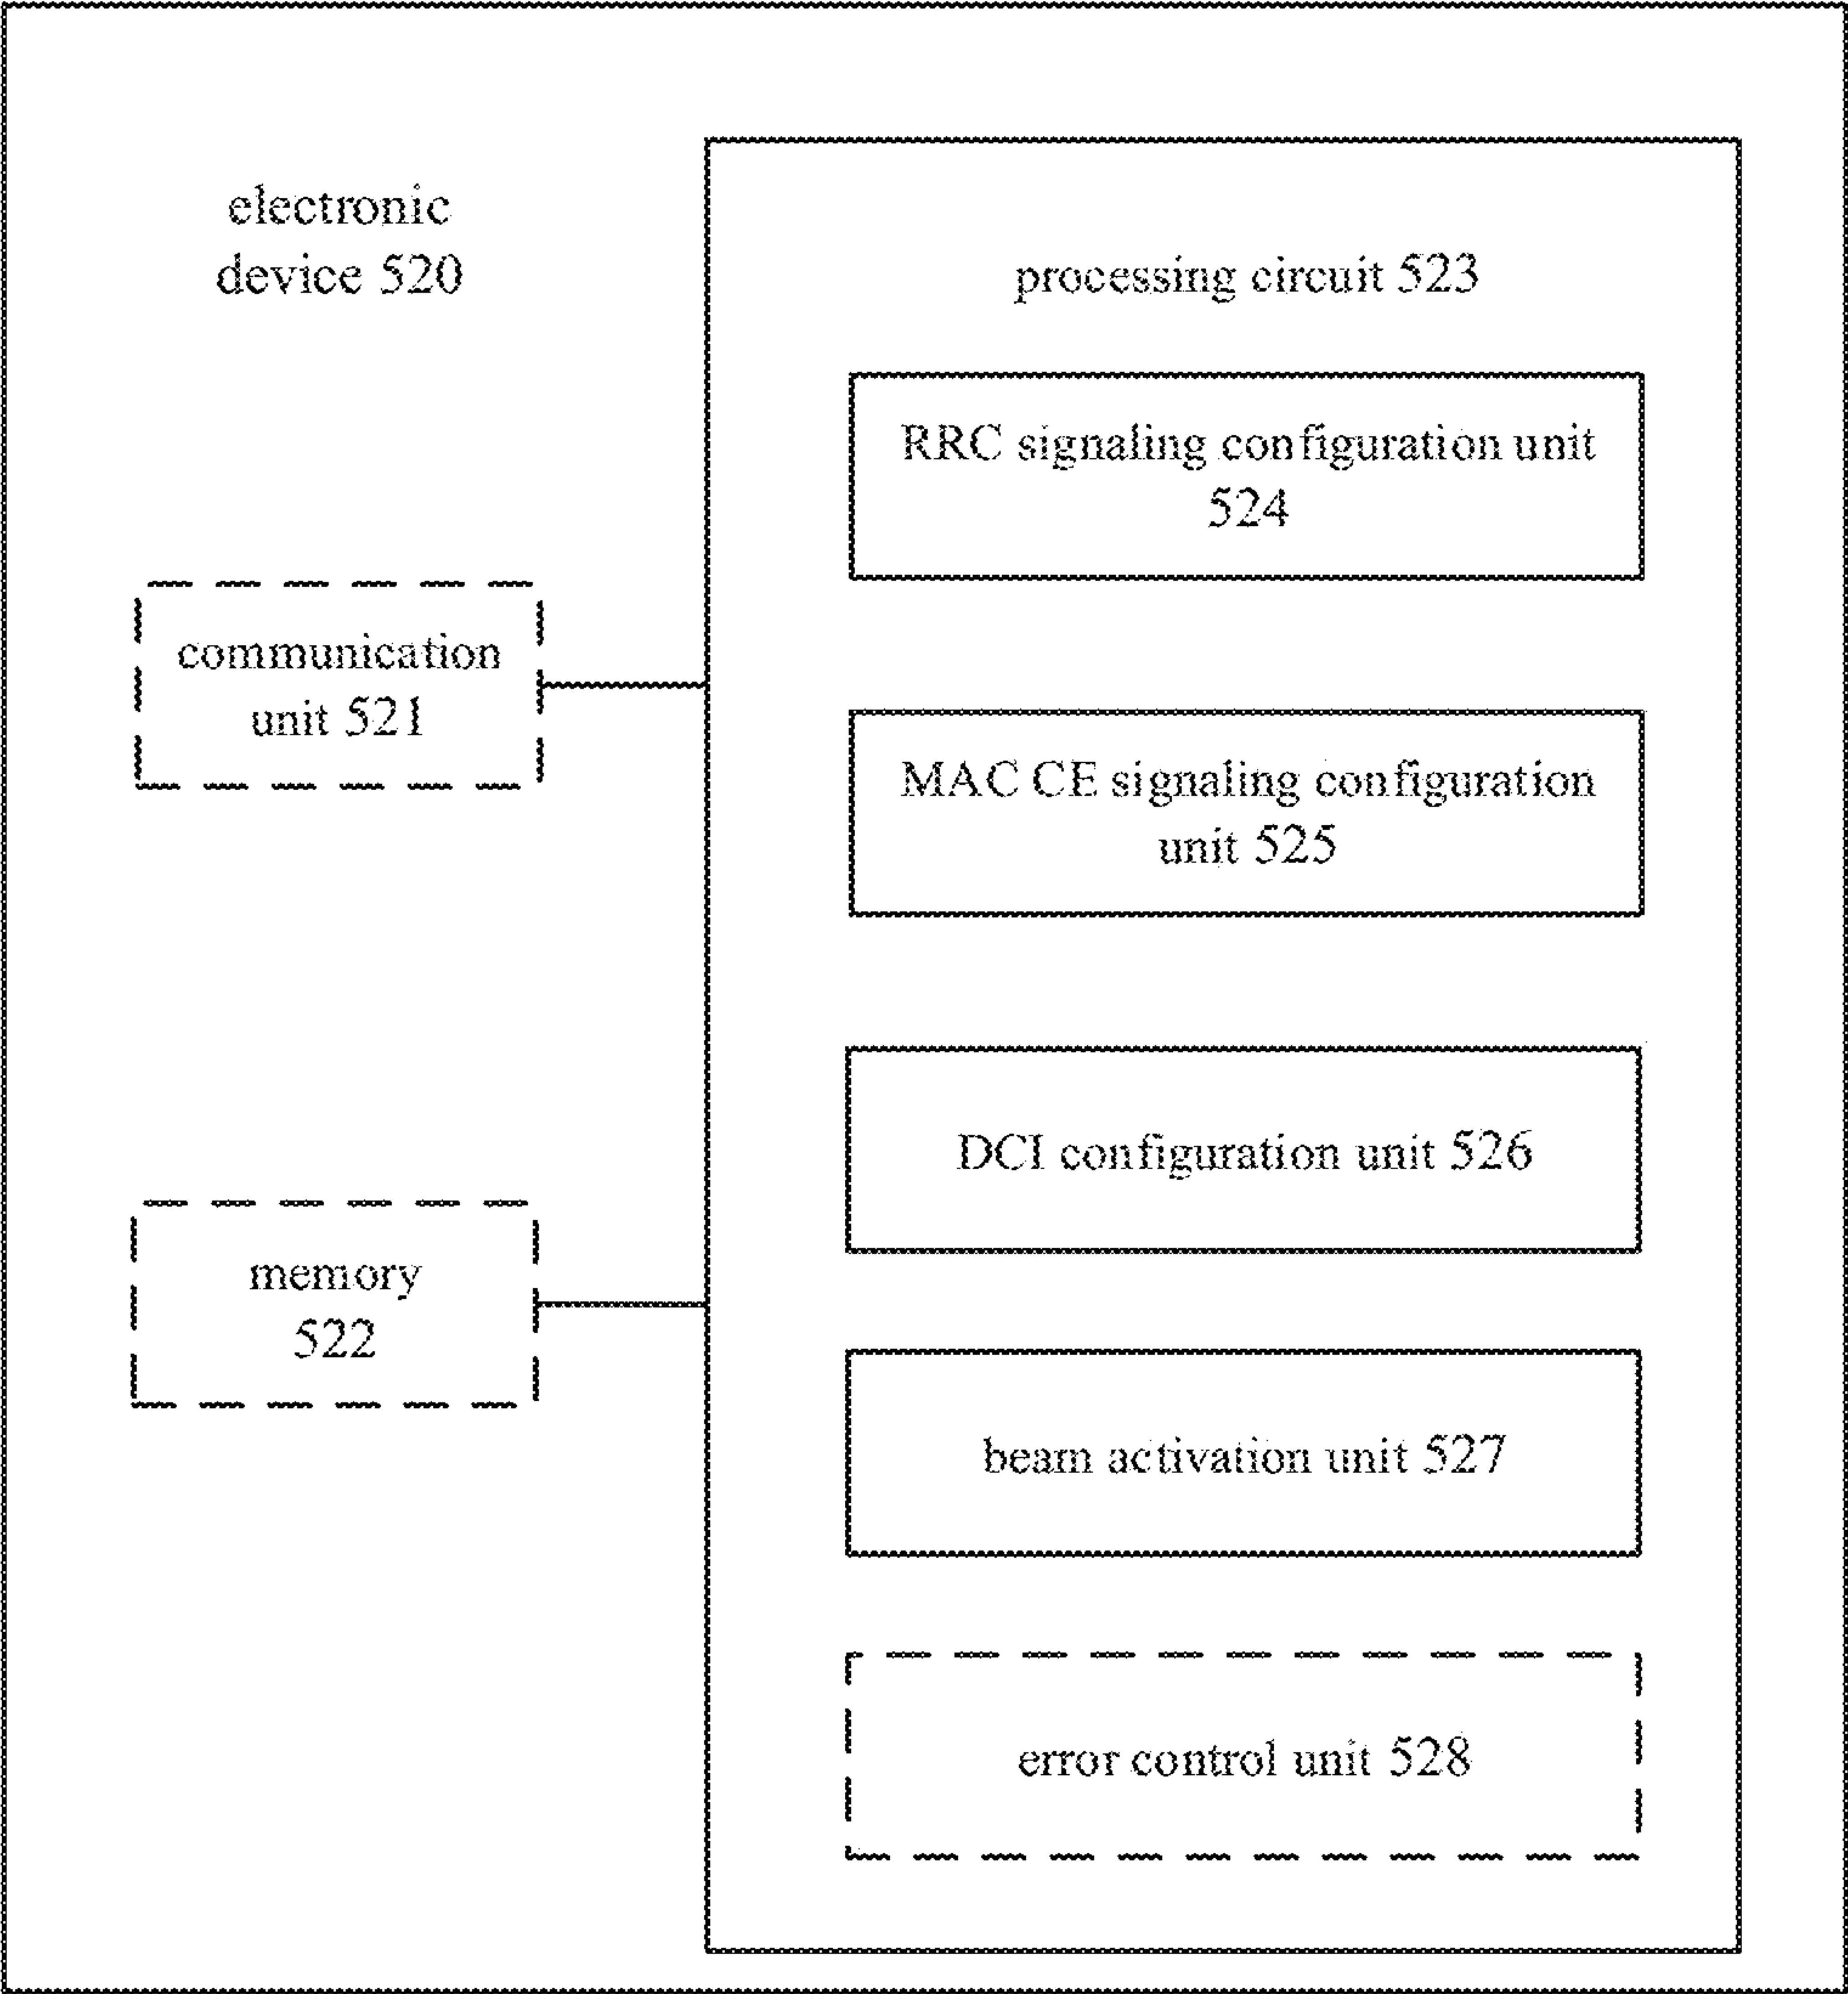 electronic
device 520
processing circuit 523
RRC signaling configuration unit
524
communication
unit 521
MAC CE signaling configuration
unit 525
DCI configuration unit 526
memory
522
beam activation unit 527
error control unit 528